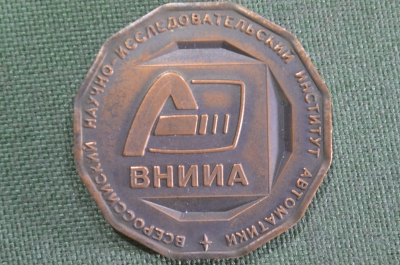 ВСЕРОССИЙСКИЙ НАУЧНО-ИССЛЕДОВАТЕЛЬСКИЙ ИНСТИТУТ АВТОМАТИКИ
ВНИИА